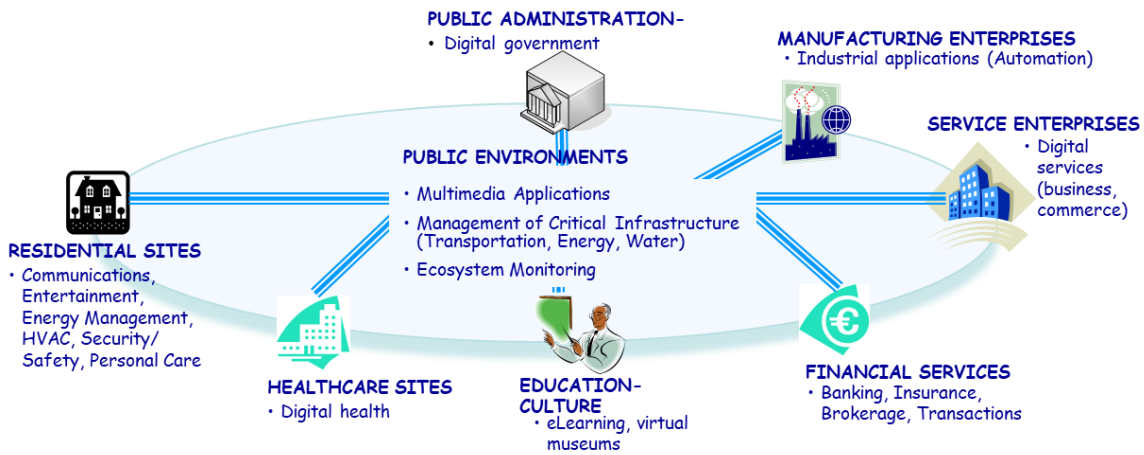 PUBLIC ADMINISTRATION-
• Digital government
MANUFACTURING ENTERPRISES
• Industrial applications (Automation)
SERVICE ENTERPRISES
• Digital
services
(business,
commerce)
PUBLIC ENVIRONMENTS
• Multimedia Applications
• Management of Critical Infrastructure
(Transportation, Energy, Water)
• Ecosystem Monitoring
RESIDENTIAL SITES
• Communications,
Entertainment,
Energy Management,
HVAC, Security/
Safety, Personal Care
HEALTHCARE SITES
• Digital health
EDUCATION-
CULTURE
• eLearning, virtual
museums
€
FINANCIAL SERVICES
• Banking, Insurance,
Brokerage, Transactions